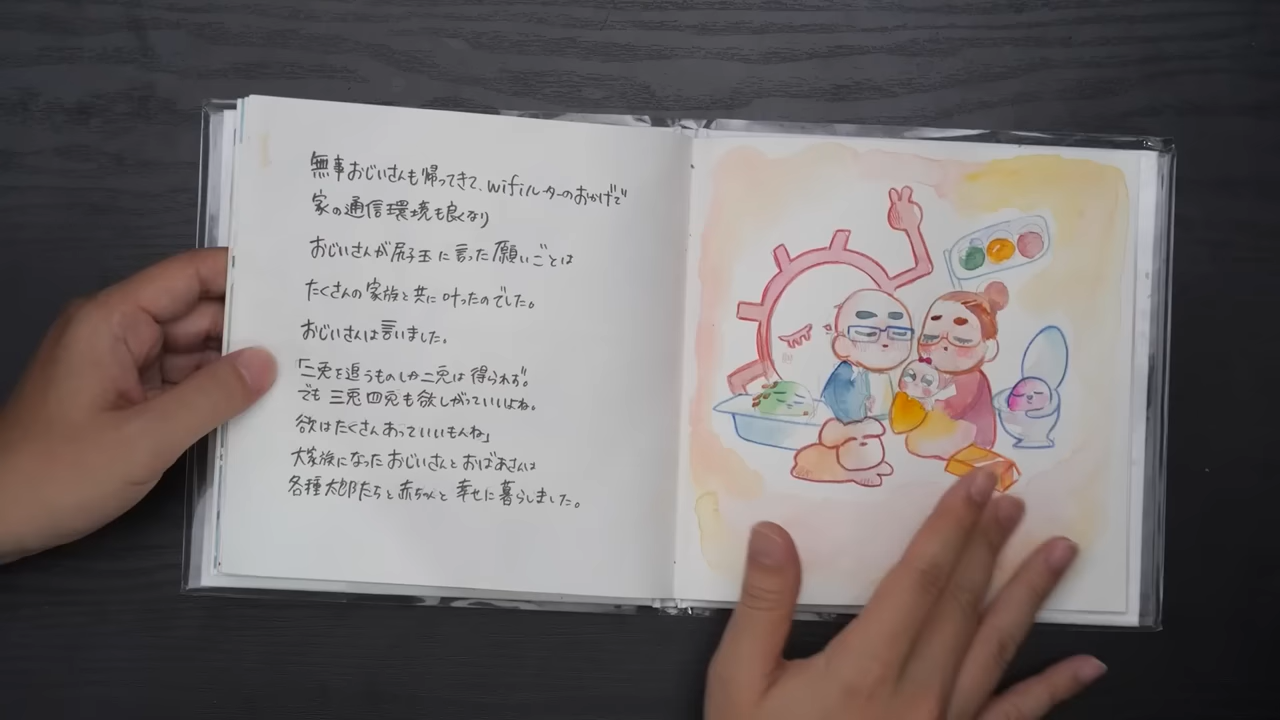 無事おじいさんも帰ってきて、wifiルーターのおかげで
家の通信環境も良くなり
おじいさんが尻子玉に言った願いごとは
たくさんの家族と共に叶ったのでした。
おじいさんは言いました。
「二兎を追うものしか二兎は得られず。
でも三兎四兎も欲しがっていいよね。
欲はたくさんあっていいもんね」
大家族になったおじいさんとおばあさんは
各種太郎たちと赤ちゃんと幸せに暮らしました。